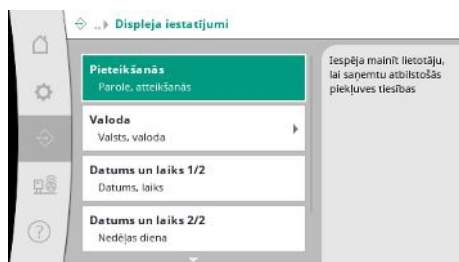 ..▸ Displeja iestatījumi
Pieteikšanās
Parole, atteikšanās
Valoda
Valsts, valoda
Datums un laiks 1/2
Datums, laiks
Datums un laiks 2/2
Nedēļas diena
Iespēja mainīt lietotāju,
lai saņemtu atbilstošās
piekļuves tiesības